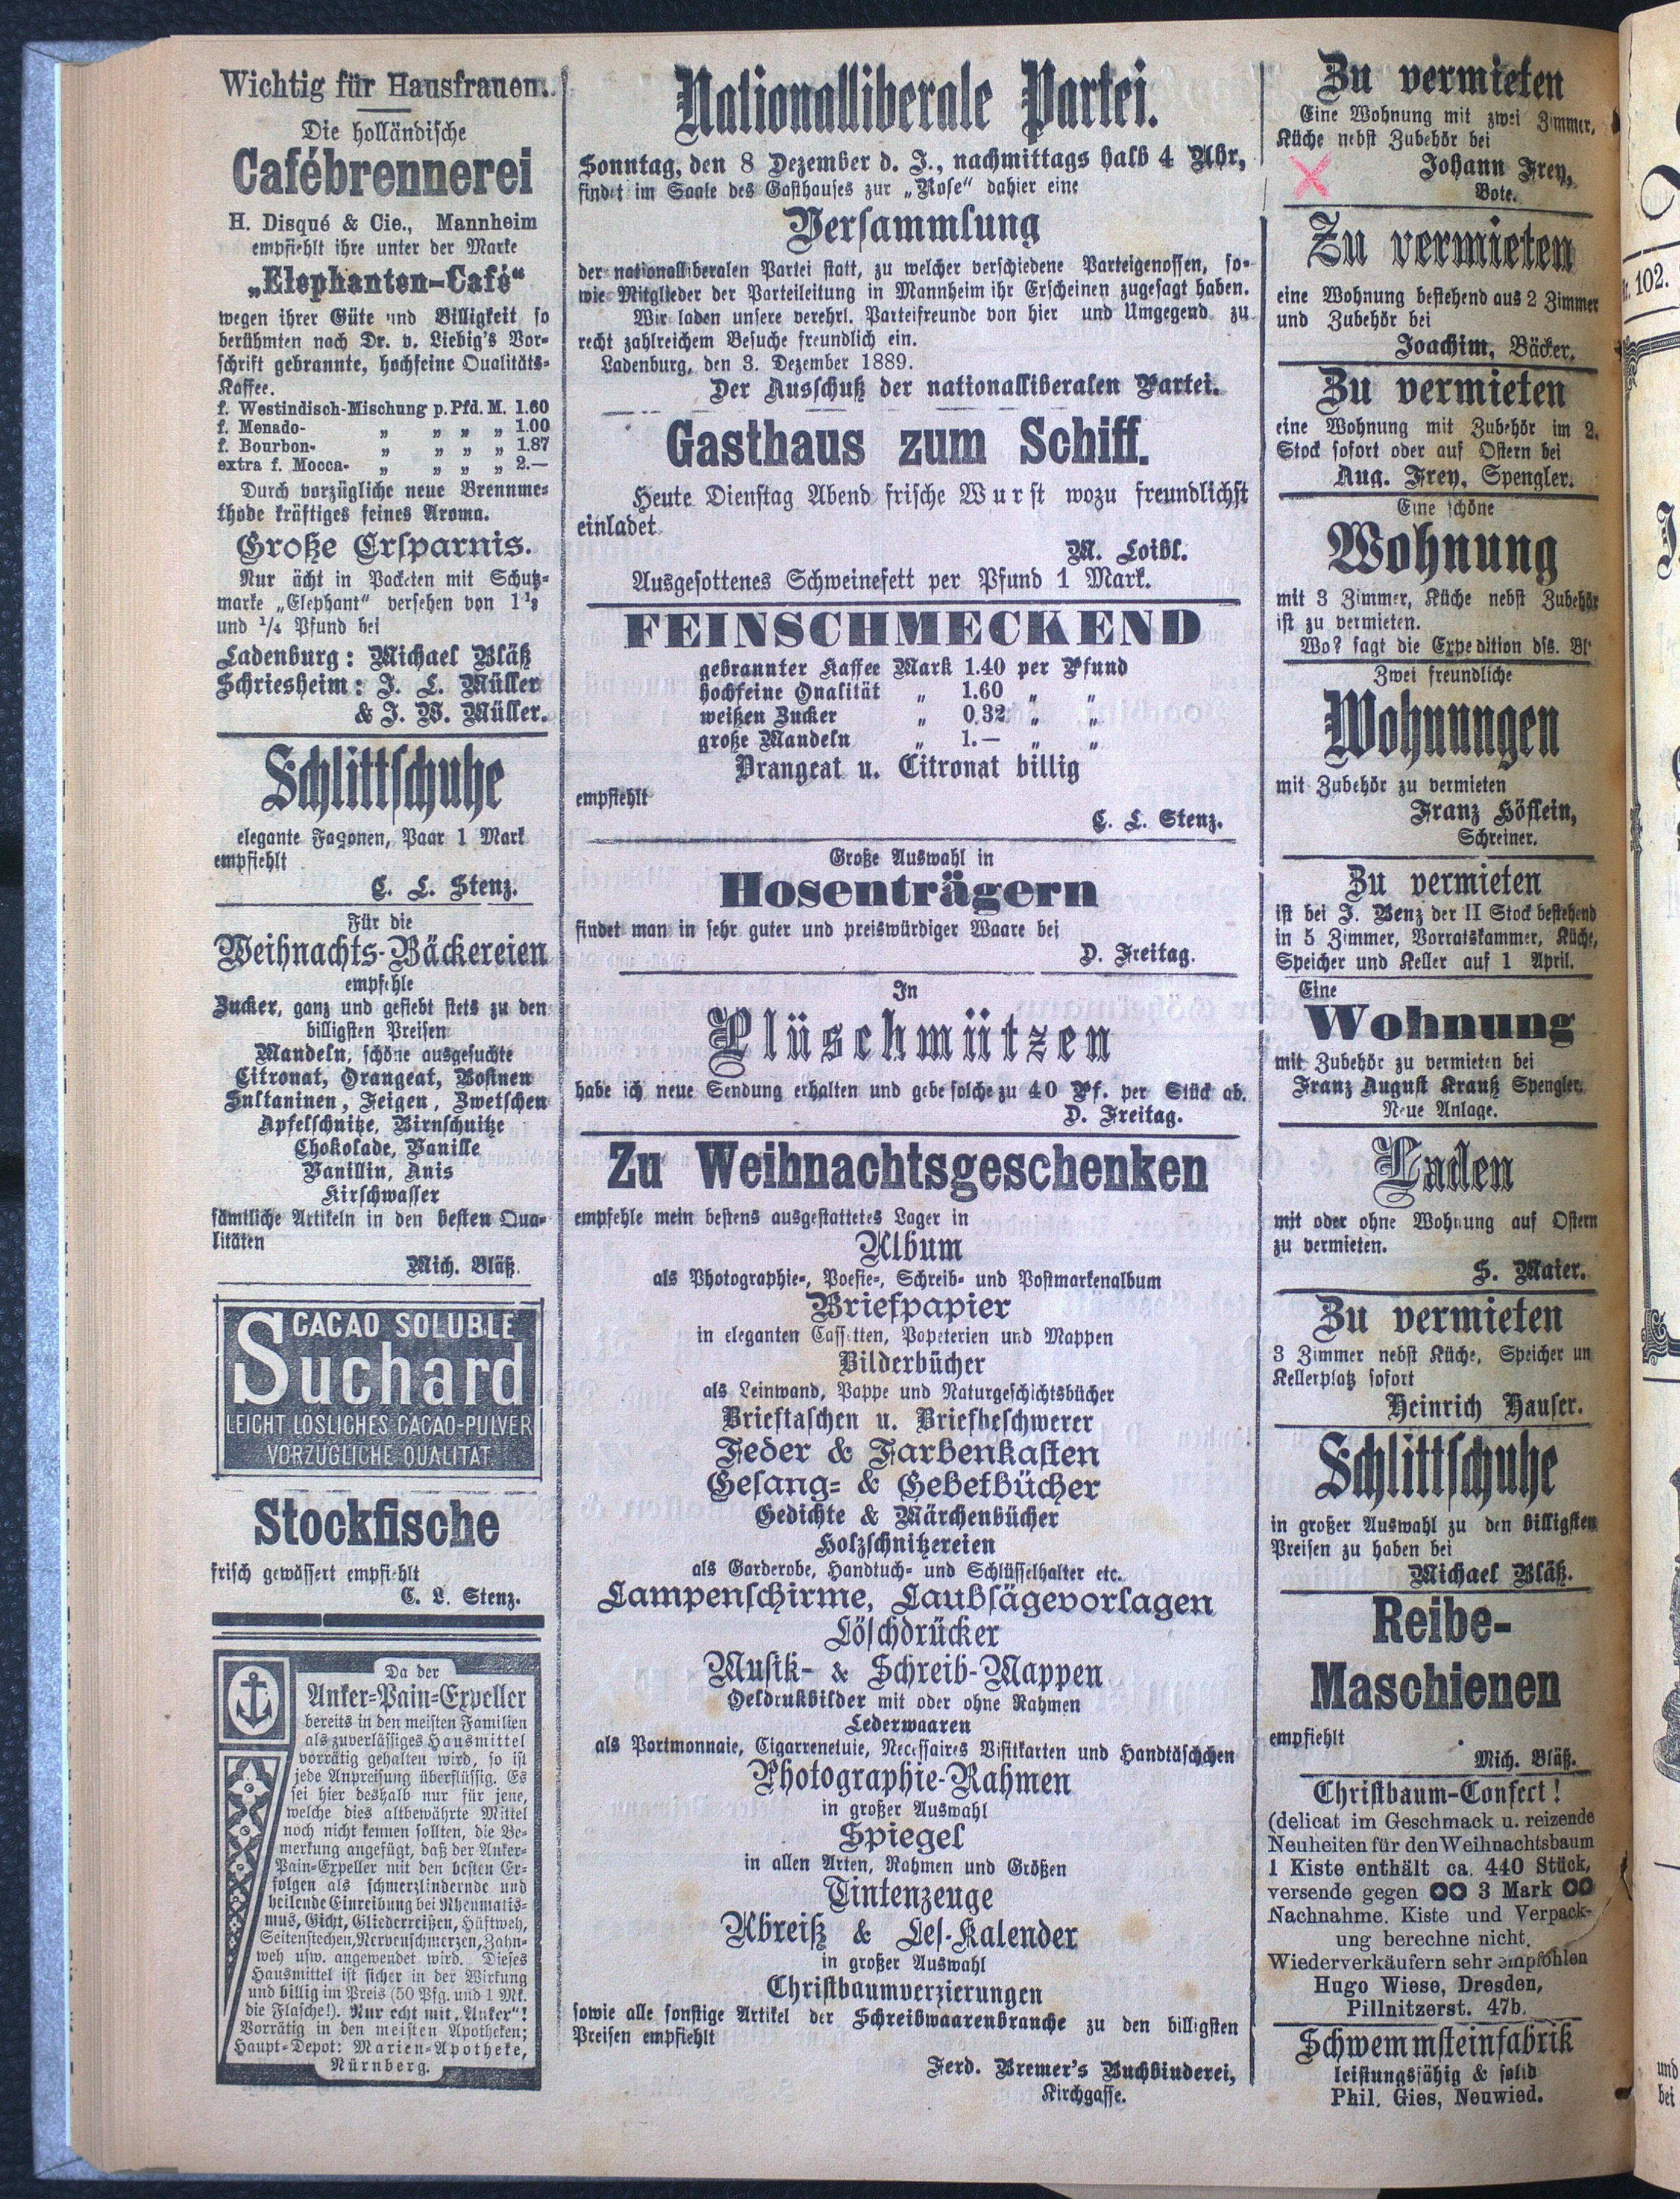 Wichtig für Hausfrauen.
Die holländische
Cafébrennerei
H. Disqué & Cie., Mannheim
empfiehlt ihre unter der Marke
„Elephanten-Café“
wegen ihrer Güte und Billigkeit so
berühmten nach Dr. v. Liebig's Vor-
schrift gebrannte, hochfeine Qualitäts-
Kaffee.
f. Westindisch-Mischung p. Pfd. M. 1.60
f. Menado- „ „ „ „ 1.00
f. Bourbon- „ „ „ „ 1.87
extra f. Mocca- „ „ „ „ 2.—
Durch vorzügliche neue Brennme-
thode kräftiges feines Aroma.
Große Ersparnis.
Nur ächt in Packeten mit Schutz-
marke „Elephant“ versehen von 1
und 1/4 Pfund bei
Ladenburg: Michael Bläß
Schriesheim: J. L. Müller
& J. W. Müller.
Schlittschuhe
elegante Façonen, Paar 1 Mark
empfiehlt
C. L. Stenz.
Für die
Weihnachts-Bäckereien
empfehle
Zucker, ganz und gesiebt stets zu den
billigsten Preisen
Mandeln, schöne ausgesuchte
Citronat, Orangeat, Rosinen
Sultaninen, Feigen, Zwetschen
Apfelschnitze, Birnschnitze
Chokolade, Vanille
Vanillin, Anis
Kirschwasser
sämtliche Artikeln in den besten Qua-
litäten
Mich. Bläß.
CACAO SOLUBLE
Suchard
LEICHT LÖSLICHES CACAO-PULVER
VORZÜGLICHE QUALITÄT.
Stockfische
frisch gewässert empfiehlt
C. L. Stenz.
Da der
Anker-Pain-Expeller
bereits in den meisten Familien
als zuverlässiges Hausmittel
vorrätig gehalten wird, so ist
jede Anpreisung überflüssig. Es
sei hier deshalb nur für jene,
welche dies altbewährte Mittel
noch nicht kennen sollten, die Be-
merkung angefügt, daß der Anker-
Pain-Expeller mit den besten Er-
folgen als schmerzlindernde und
heilende Einreibung bei Rheumatis-
mus, Gicht, Gliederreißen, Hüftweh,
Seitenstechen, Nervenschmerzen, Zahn-
weh usw. angewendet wird. Dieses
Hausmittel ist sicher in der Wirkung
und billig im Preis (50 Pfg. und 1 Mk.
die Flasche!). Nur echt mit „Anker“!
Vorrätig in den meisten Apotheken;
Haupt-Depot: Marien-Apotheke,
Nürnberg.
Nationalliberale Partei.
Sonntag, den 8 Dezember d. J., nachmittags halb 4 Uhr,
findet im Saale des Gasthauses zur „Rose“ dahier eine
Versammlung
der nationalliberalen Partei statt, zu welcher verschiedene Parteigenossen, so-
wie Mitglieder der Parteileitung in Mannheim ihr Erscheinen zugesagt haben.
Wir laden unsere verehrl. Parteifreunde von hier und Umgegend zu
recht zahlreichem Besuche freundlich ein.
Ladenburg, den 3. Dezember 1889.
Der Ausschuß der nationalliberalen Partei.
Gasthaus zum Schiff.
Heute Dienstag Abend frische Wurst wozu freundlichst
einladet
M. Loibl.
Ausgesottenes Schweinefett per Pfund 1 Mark.
FEINSCHMECKEND
gebrannter Kaffee Mark 1.40 per Pfund
hochfeine Qualität „ 1.60 „ „
weißen Zucker „ 0,32 „ „
große Mandeln „ 1.— „ „
Orangeat u. Citronat billig
empfiehlt
C. L. Stenz.
Große Auswahl in
Hosenträgern
findet man in sehr guter und preiswürdiger Waare bei
D. Freitag.
In
Plüschmützen
habe ich neue Sendung erhalten und gebe solche zu 40 Pf. per Stück ab.
D. Freitag.
Zu Weihnachtsgeschenken
empfehle mein bestens ausgestattetes Lager in
Album
als Photographie-, Poesie-, Schreib- und Postmarkenalbum
Briefpapier
in eleganten Cassetten, Papeterien und Mappen
Bilderbücher
als Leinwand, Pappe und Naturgeschichtsbücher
Brieftaschen u. Briefbeschwerer
Feder & Farbenkasten
Gesang- & Gebetbücher
Gedichte & Märchenbücher
Holzschnitzereien
als Garderobe, Handtuch- und Schlüsselhalter etc.
Lampenschirme, Laubsägevorlagen
Löschdrücker
Musik- & Schreib-Mappen
Oeldrukbilder mit oder ohne Rahmen
Lederwaaren
als Portmonnaie, Cigarrenetuie, Necessaires Visitkarten und Handtäschchen
Photographie-Rahmen
in großer Auswahl
Spiegel
in allen Arten, Rahmen und Größen
Tintenzeuge
Abreiß & Les-Kalender
in großer Auswahl
Christbaumverzierungen
sowie alle sonstige Artikel der Schreibwaarenbranche zu den billigsten
Preisen empfiehlt
Ferd. Bremer's Buchbinderei,
Kirchgasse.
Zu vermieten
Eine Wohnung mit zwei Zimmer,
Küche nebst Zubehör bei
Johann Frey,
Bote.
Zu vermieten
eine Wohnung bestehend aus 2 Zimmer
und Zubehör bei
Joachim, Bäcker.
Zu vermieten
eine Wohnung mit Zubehör im 2.
Stock sofort oder auf Ostern bei
Aug. Frey, Spengler.
Eine schöne
Wohnung
mit 3 Zimmer, Küche nebst Zubehör
ist zu vermieten.
Wo? sagt die Expedition dss. Bl
Zwei freundliche
Wohnungen
mit Zubehör zu vermieten
Franz Höflein,
Schreiner.
Zu vermieten
ist bei J. Benz der II Stock bestehend
in 5 Zimmer, Vorratskammer, Küche,
Speicher und Keller auf 1 April.
Eine
Wohnung
mit Zubehör zu vermieten bei
Franz August Krauß Spengler.
Neue Anlage.
Laden
mit oder ohne Wohnung auf Ostern
zu vermieten.
S. Maier.
Zu vermieten
3 Zimmer nebst Küche, Speicher un
Kellerplatz sofort
Heinrich Hauser.
Schlittschuhe
in großer Auswahl zu den billigsten
Preisen zu haben bei
Michael Bläß.
Reibe-
Maschienen
empfiehlt
Mich. Bläß.
Christbaum-Confect!
(delicat im Geschmack u. reizende
Neuheiten für den Weihnachtsbaum
1 Kiste enthält ca. 440 Stück,
versende gegen 3 Mark
Nachnahme. Kiste und Verpack-
ung berechne nicht.
Wiederverkäufern sehr empfohlen
Hugo Wiese, Dresden,
Pillnitzerst. 47b.
Schwemmsteinfabrik
leistungsfähig & solid
Phil. Gies, Neuwied.
102.
und
bei